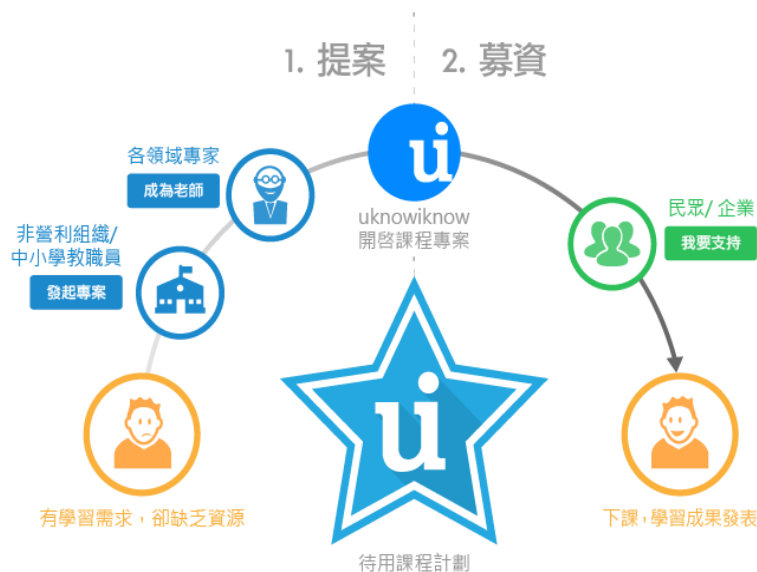 1. 提案
2. 募資
各領域專家
成為老師
ui
uknowiknow
開啓課程專案
民眾/ 企業
我要支持
非營利組織/
中小學教職員
發起專案
ui
有學習需求，卻缺乏資源
下課，學習成果發表
待用課程計劃